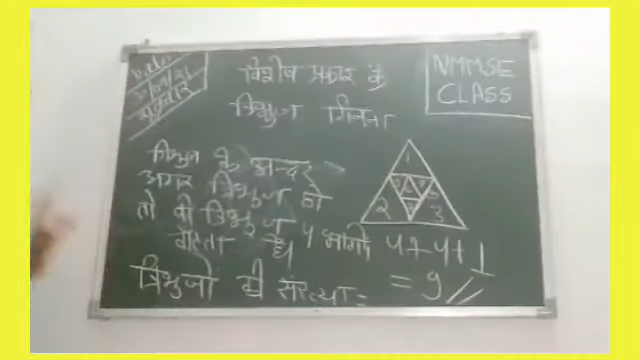 विशेष प्रकार के
त्रिभुज गिनना
NMMSE
CLASS
त्रिभुज के अन्दर
अगर त्रिभुज हो
तो वो त्रिभुज 4 भागो
बँटता है।
4+4+1
त्रिभुजों की संख्या =
= 9
1
2
3